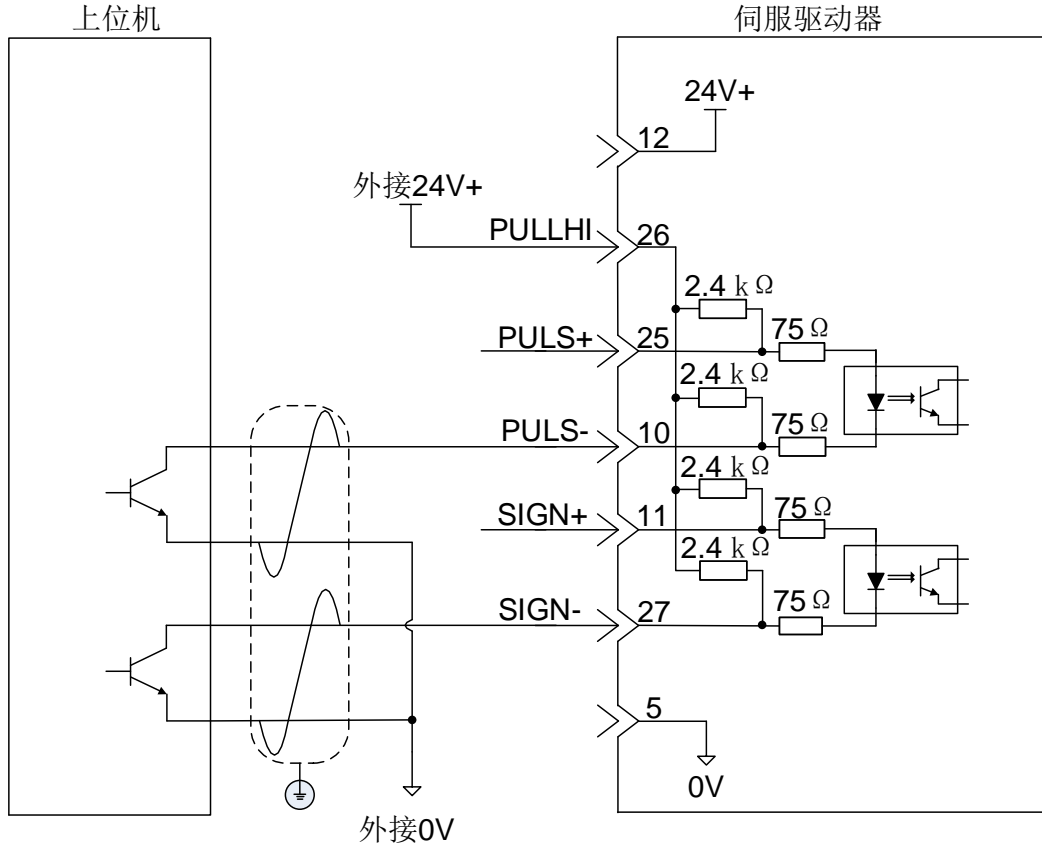 上位机
伺服驱动器
24V+
12
外接24V+
PULLHI
26
2.4 kΩ
75 Ω
PULS+
25
2.4 kΩ
75 Ω
PULS-
10
2.4 kΩ
75 Ω
SIGN+
11
2.4 kΩ
75 Ω
SIGN-
27
5
0V
外接0V